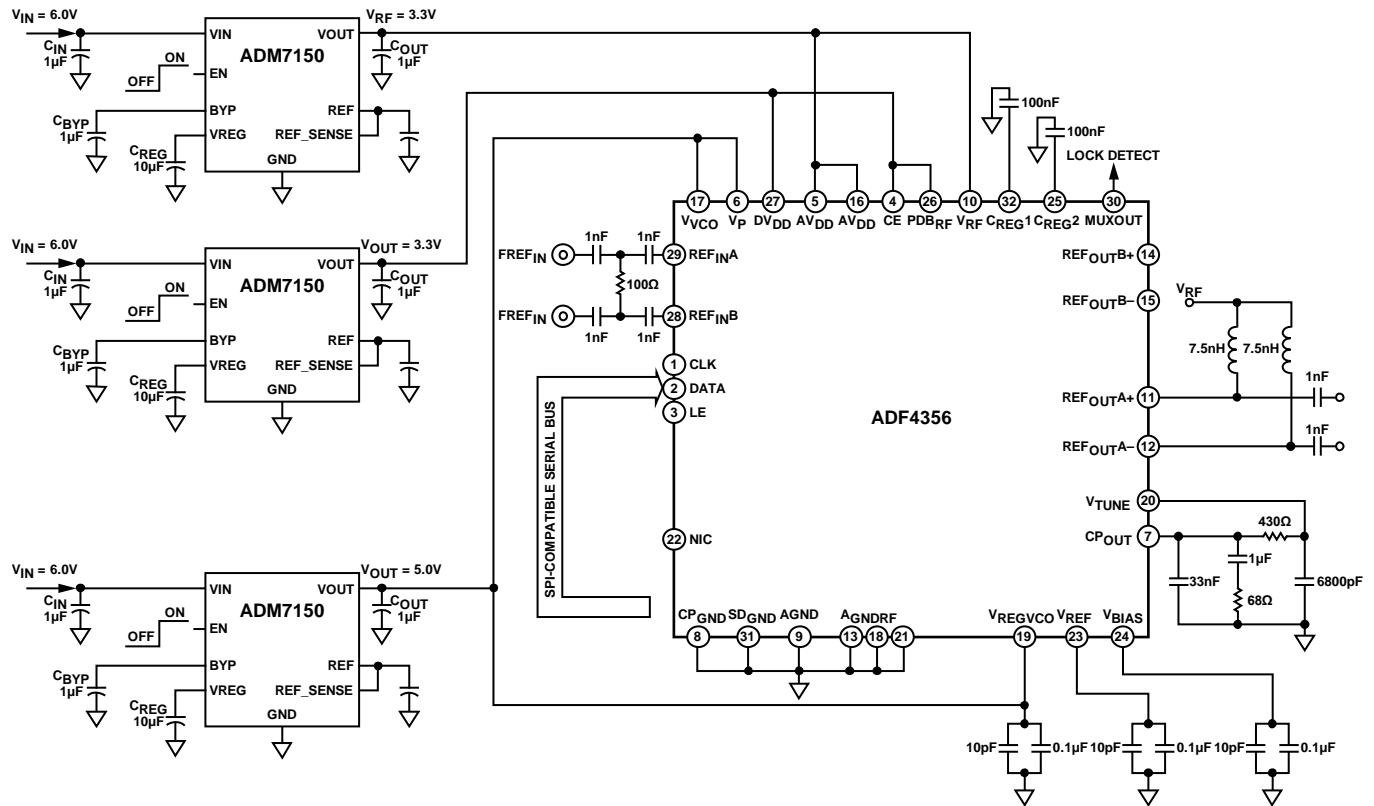 VIN = 6.0V
VRF = 3.3V
VIN
VOUT
ADM7150
CIN
1µF
COUT
1µF
ON
OFF
EN
BYP
REF
CBYP
1µF
VREG
REF_SENSE
CREG
10µF
GND
VIN = 6.0V
VOUT = 3.3V
VIN
VOUT
ADM7150
CIN
1µF
COUT
1µF
ON
OFF
EN
BYP
REF
CBYP
1µF
VREG
REF_SENSE
CREG
10µF
GND
VIN = 6.0V
VOUT = 5.0V
VIN
VOUT
ADM7150
CIN
1µF
COUT
1µF
ON
OFF
EN
BYP
REF
CBYP
1µF
VREG
REF_SENSE
CREG
10µF
GND
100nF
100nF
LOCK DETECT
17 6 27 5 16 4 26 10 32 25 30
VVCO VP DVDD AVDD AVDD CE PDBRF VRF CREG1 CREG2 MUXOUT
FREFIN
1nF
1nF
29 REFINA
100Ω
FREFIN
1nF
1nF
28 REFINB
1 CLK
2 DATA
3 LE
SPI-COMPATIBLE SERIAL BUS
22 NIC
ADF4356
REFOUTB+ 14
REFOUTB– 15
VRF
7.5nH
7.5nH
1nF
REFOUTA+ 11
1nF
REFOUTA– 12
VTUNE 20
430Ω
CPOUT 7
1µF
33nF
6800pF
68Ω
CPGND SDGND AGND AGNDRF VREGVCO VREF VBIAS
8 31 9 13 18 21 19 23 24
10pF
0.1µF
10pF
0.1µF
10pF
0.1µF